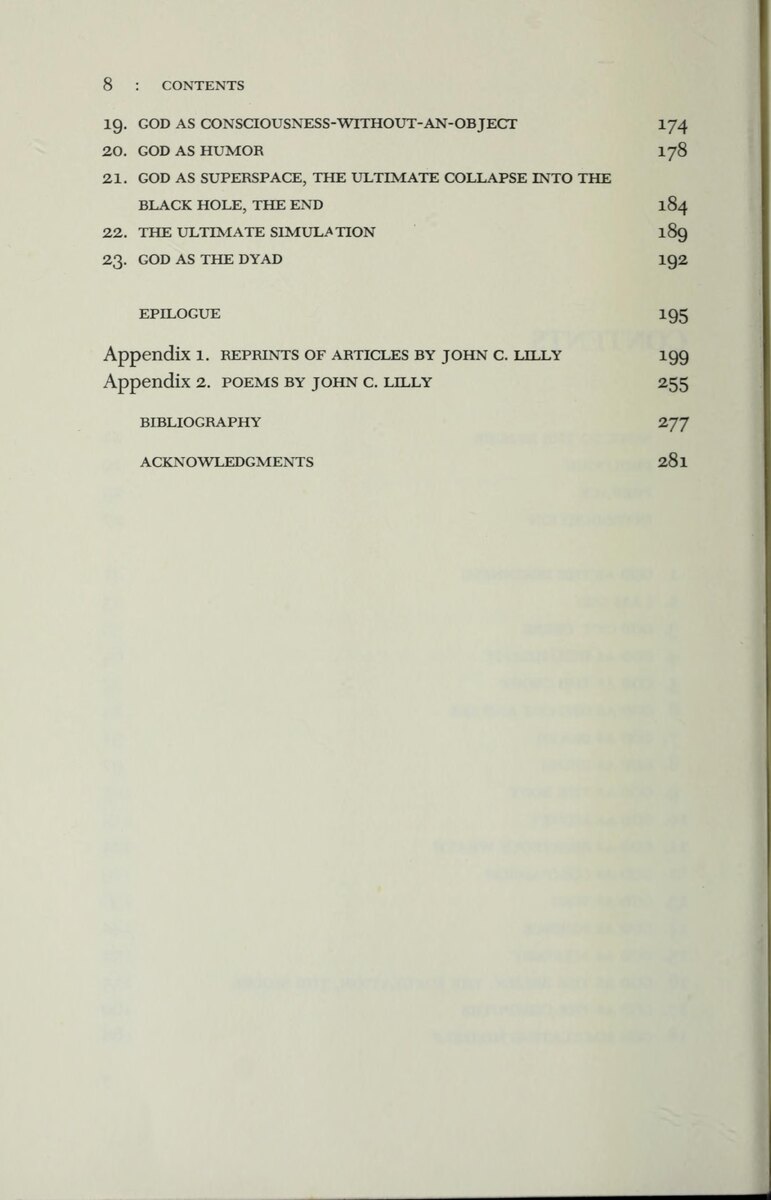 8 : CONTENTS
19. GOD AS CONSCIOUSNESS-WITHOUT-AN-OBJECT 174
20. GOD AS HUMOR 178
21. GOD AS SUPERSPACE, THE ULTIMATE COLLAPSE INTO THE
BLACK HOLE, THE END 184
22. THE ULTIMATE SIMULATION 189
23. GOD AS THE DYAD 192
EPILOGUE 195
Appendix 1. REPRINTS OF ARTICLES BY JOHN C. LILLY 199
Appendix 2. POEMS BY JOHN C. LILLY 255
BIBLIOGRAPHY 277
ACKNOWLEDGMENTS 281